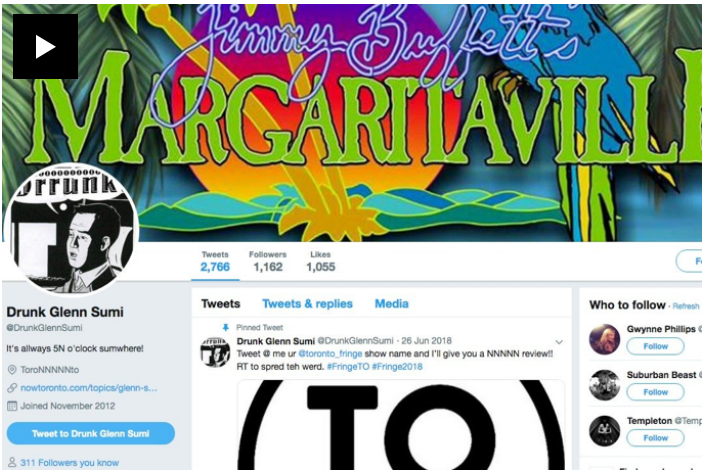 Jimmy Buffett's
MARGARITAVILLE
Drrunk
Tweets Followers Likes
2,766 1,162 1,055
Drunk Glenn Sumi
@DrunkGlennSumi
It's allways 5N o'clock sumwhere!
ToroNNNNNto
nowtoronto.com/topics/glenn-s...
Joined November 2012
Tweet to Drunk Glenn Sumi
311 Followers you know
Tweets Tweets & replies Media
Pinned Tweet
Drunk Glenn Sumi @DrunkGlennSumi · 26 Jun 2018
Tweet @ me ur @toronto_fringe show name and I'll give you a NNNNN review!!
RT to spred teh werd. #FringeTO #Fringe2018
TO
Who to follow · Refresh
Gwynne Phillips
Follow
Suburban Beast
Follow
Templeton @Temp
Follow